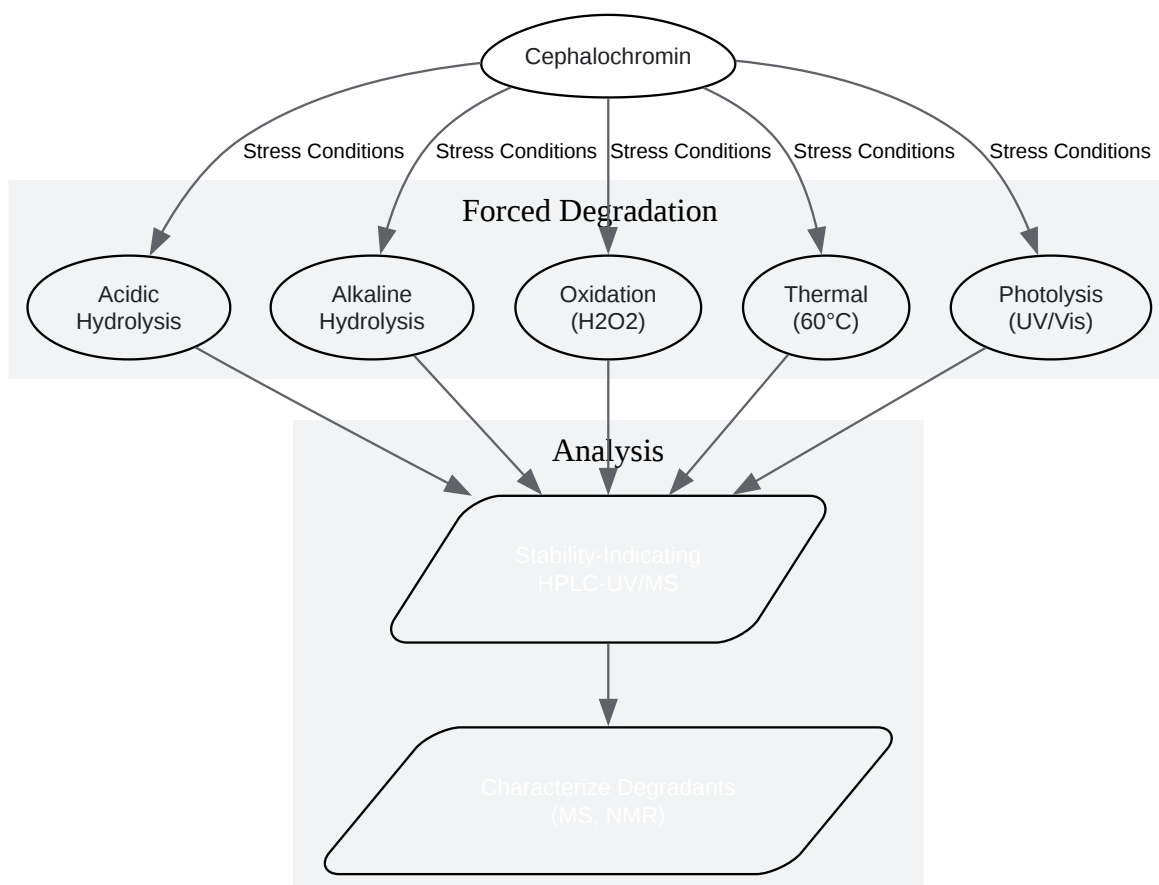 Cephalochromin
Stress Conditions
Stress Conditions
Stress Conditions
Stress Conditions
Stress Conditions
Forced Degradation
Acidic
Hydrolysis
Alkaline
Hydrolysis
Oxidation
(H2O2)
Thermal
(60°C)
Photolysis
(UV/Vis)
Analysis
Stability-Indicating
HPLC-UV/MS
Characterize Degradants
(MS, NMR)